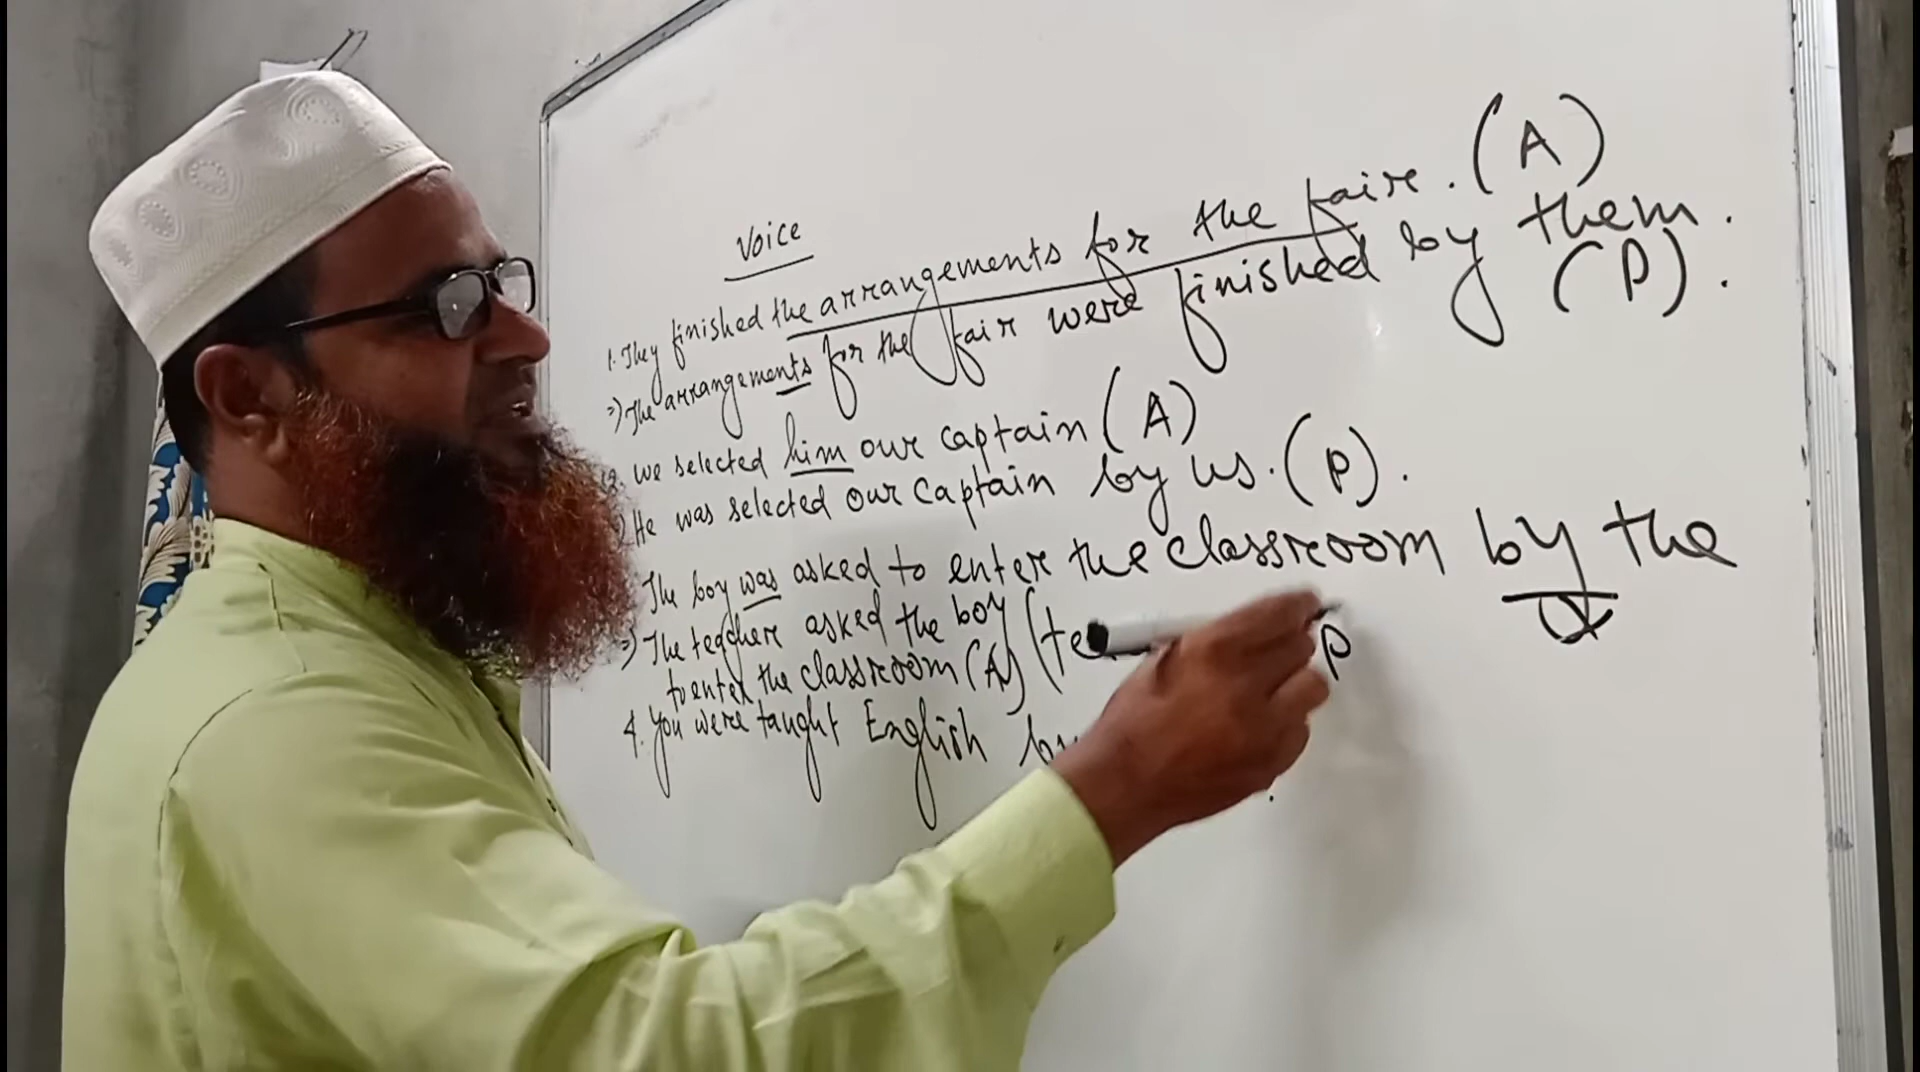 Voice
1. They finished the arrangements for the fair. (A)
=) The arrangements for the fair were finished by them. (P).
2. we selected him our captain (A)
He was selected our captain by us. (P).
The boy was asked to enter the classroom by the
=) The teacher asked the boy
to enter the classroom (A) P
4. You were taught English by